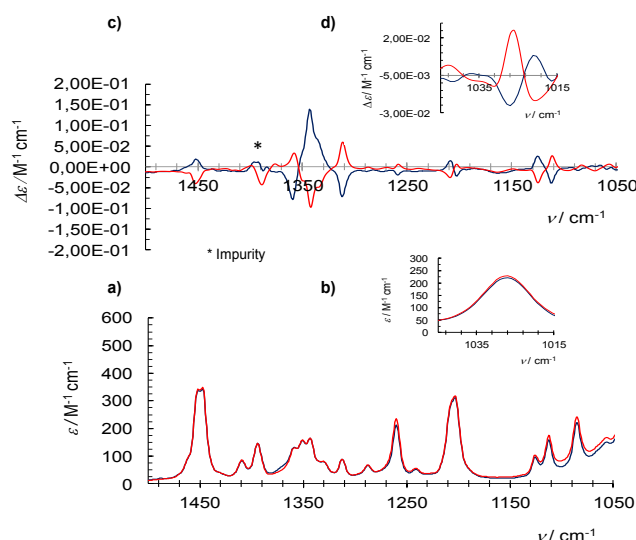 c)
d)
2,00E-02
-5,00E-03
-3,00E-02
1035
1015
Δε / M-1 cm-1
ν / cm-1
2,00E-01
1,50E-01
1,00E-01
5,00E-02
0,00E+00
-5,00E-02
-1,00E-01
-1,50E-01
-2,00E-01
Δε / M-1 cm-1
*
1450
1350
1250
1150
1050
ν / cm-1
* Impurity
a)
b)
300
250
200
150
100
50
0
ε / M-1 cm-1
1035
1015
ν / cm-1
600
500
400
300
200
100
0
ε / M-1 cm-1
1450
1350
1250
1150
1050
ν / cm-1